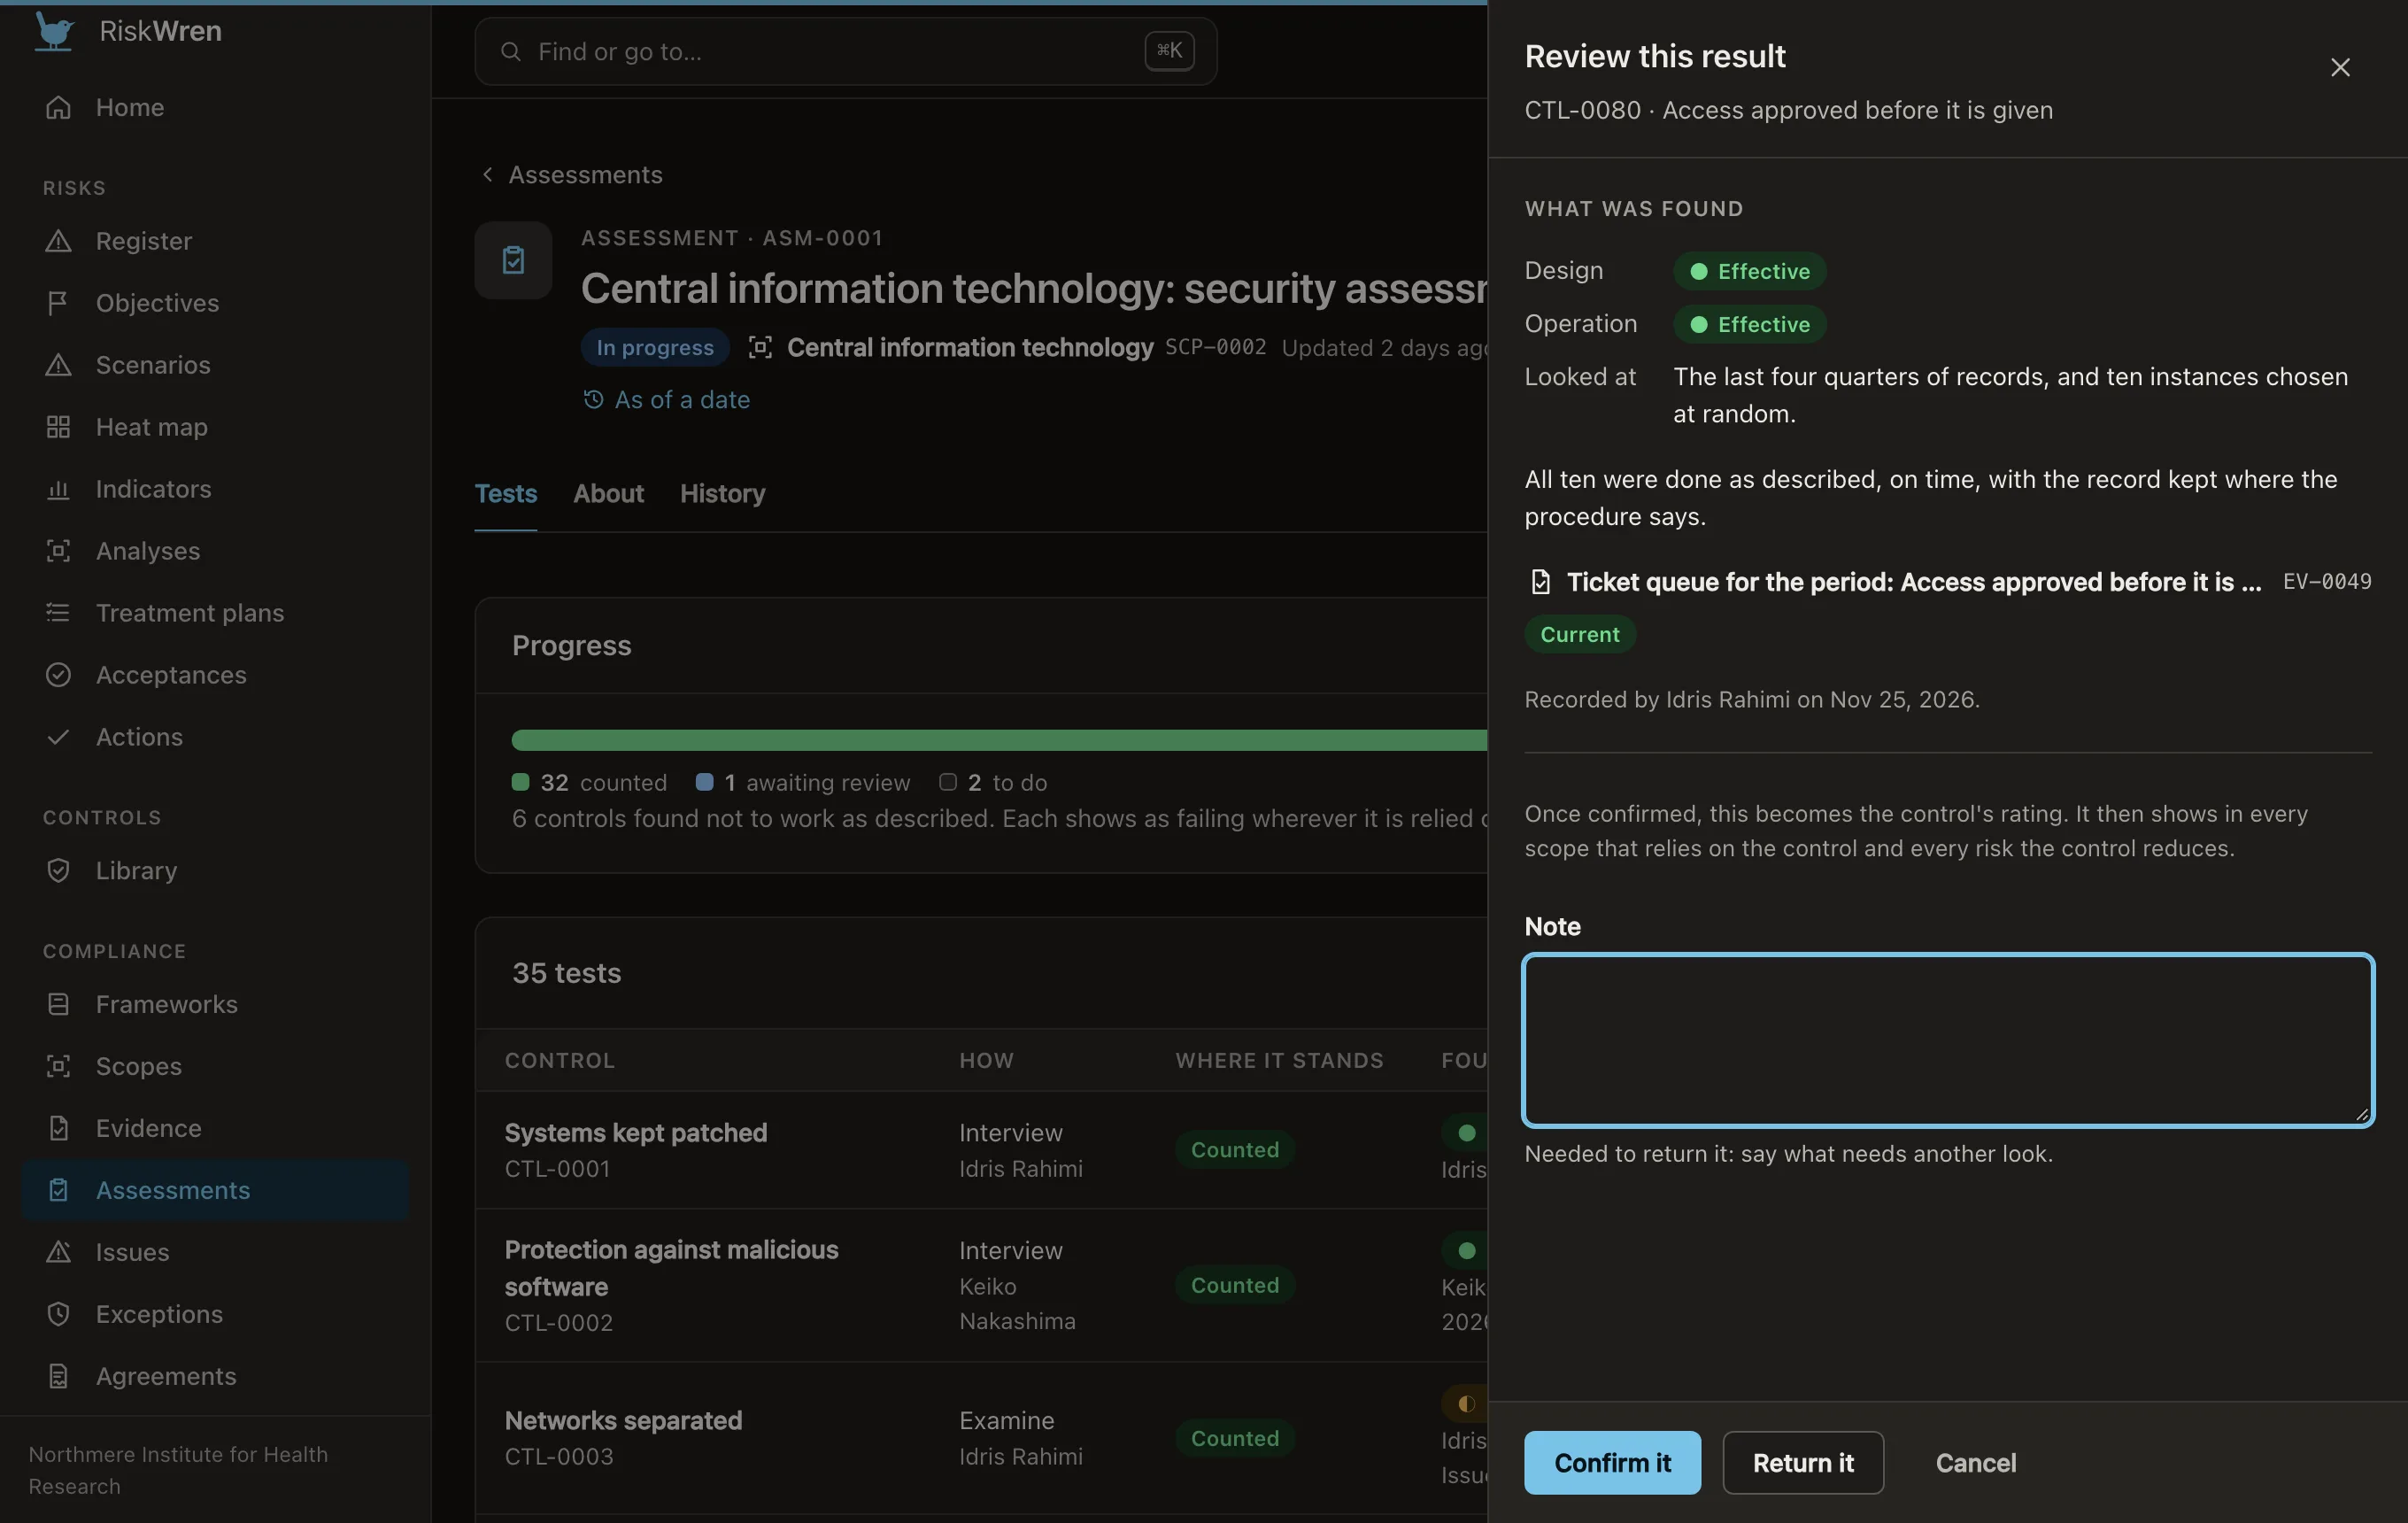 RiskWren
Home
RISKS
Register
Objectives
Scenarios
Heat map
Indicators
Analyses
Treatment plans
Acceptances
Actions
CONTROLS
Library
COMPLIANCE
Frameworks
Scopes
Evidence
Assessments
Issues
Exceptions
Agreements
Northmere Institute for Health
Research
Find or go to...
⌘K
Assessments
ASSESSMENT · ASM-0001
Central information technology: security assessm
In progress Central information technology SCP-0002 Updated 2 days ago
As of a date
Tests About History
Progress
32 counted 1 awaiting review 2 to do
6 controls found not to work as described. Each shows as failing wherever it is relied o
35 tests
CONTROL HOW WHERE IT STANDS FOU
Systems kept patched
CTL-0001
Interview
Idris Rahimi
Counted
Idris
Protection against malicious
software
CTL-0002
Interview
Keiko
Nakashima
Counted
Keik
2026
Networks separated
CTL-0003
Examine
Idris Rahimi
Counted
Idris
Issue
Review this result
CTL-0080 · Access approved before it is given
WHAT WAS FOUND
Design Effective
Operation Effective
Looked at The last four quarters of records, and ten instances chosen
at random.
All ten were done as described, on time, with the record kept where the
procedure says.
Ticket queue for the period: Access approved before it is ... EV-0049
Current
Recorded by Idris Rahimi on Nov 25, 2026.
Once confirmed, this becomes the control's rating. It then shows in every
scope that relies on the control and every risk the control reduces.
Note
Needed to return it: say what needs another look.
Confirm it Return it Cancel